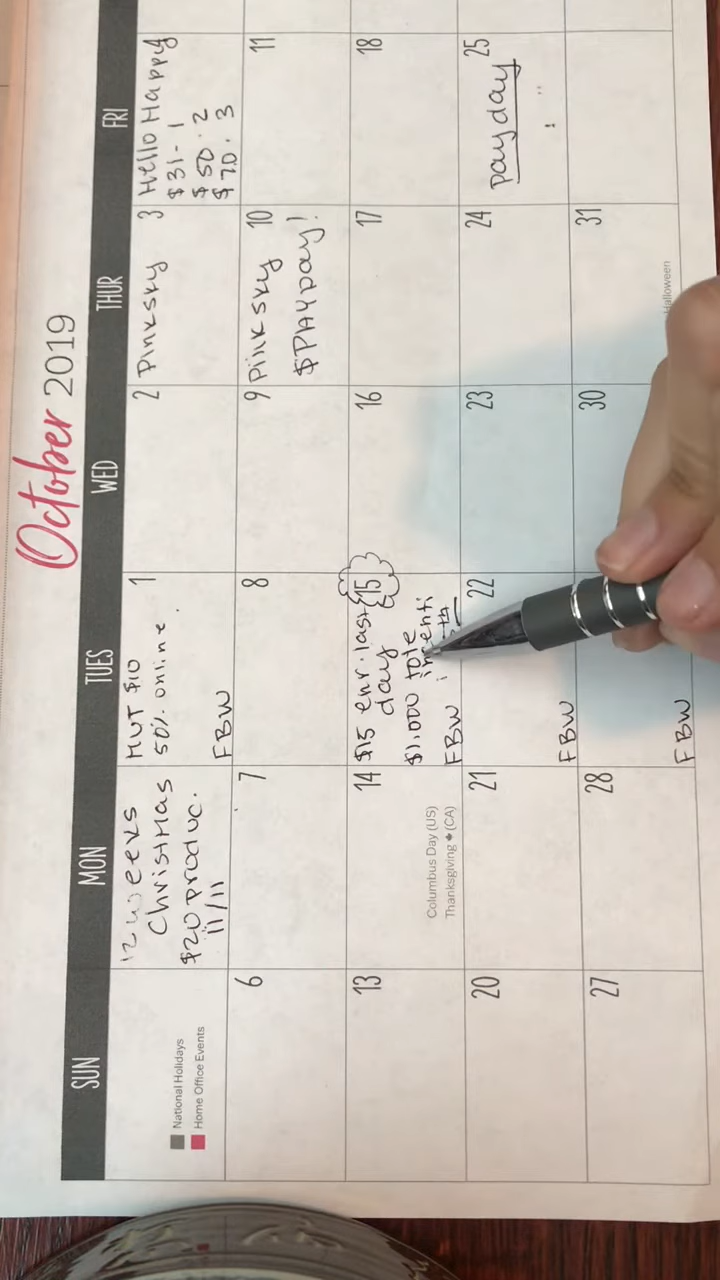 October 2019
SUN
MON
TUES
WED
THUR
FRI
National Holidays
Home Office Events
12 weeks
Christmas
$20 produc.
11/11
1
HUT $10
50% online.
FBW
2
3
Pinksky
Hello Happy
$31 - 1
$50 . 2
$70 . 3
6
7
8
9
10
Pinksky
$PAYday!
11
13
14
Columbus Day (US)
Thanksgiving (CA)
15
$15 enr. last
day
$1,000
FBW
16
17
18
20
21
22
FBW
23
24
25
payday
!
27
28
FBW
30
31
Halloween